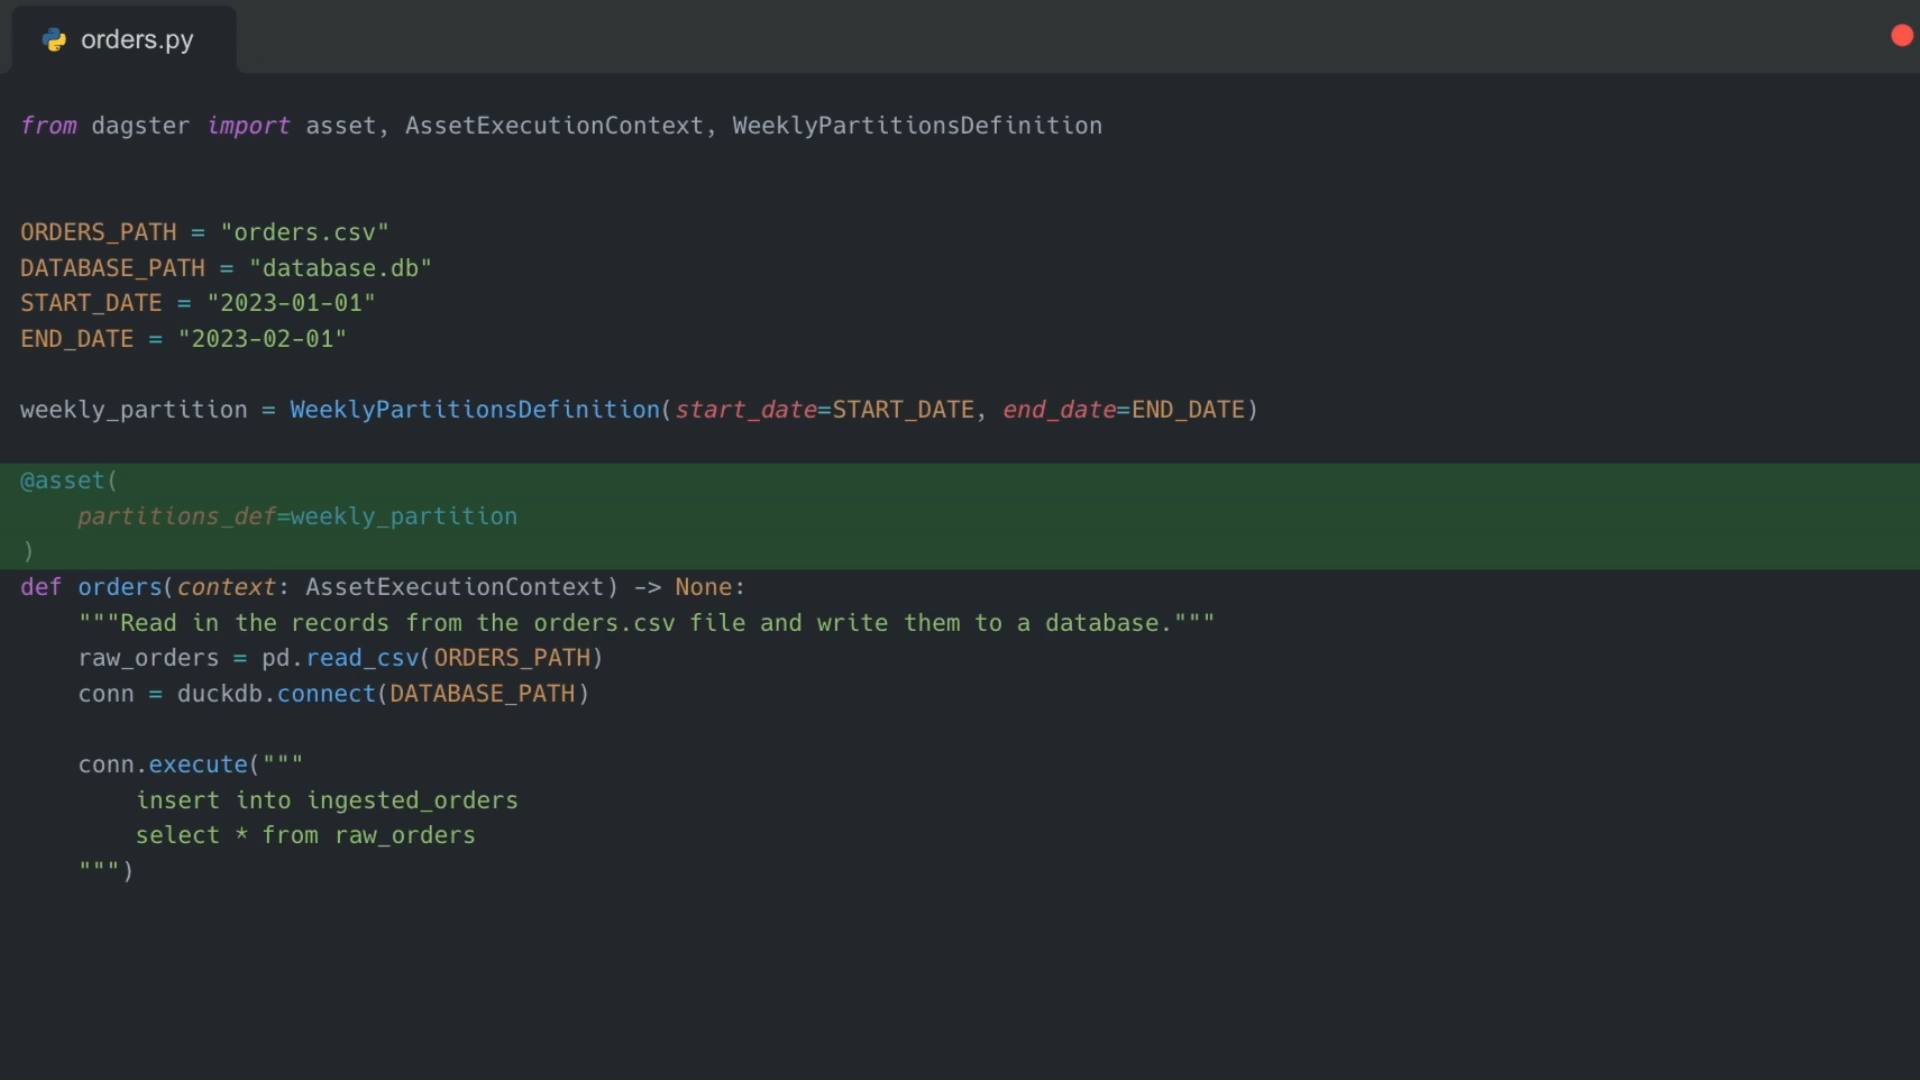 orders.py
from dagster import asset, AssetExecutionContext, WeeklyPartitionsDefinition
ORDERS_PATH = "orders.csv"
DATABASE_PATH = "database.db"
START_DATE = "2023-01-01"
END_DATE = "2023-02-01"
weekly_partition = WeeklyPartitionsDefinition(start_date=START_DATE, end_date=END_DATE)
@asset(
    partitions_def=weekly_partition
)
def orders(context: AssetExecutionContext) -> None:
    """Read in the records from the orders.csv file and write them to a database."""
    raw_orders = pd.read_csv(ORDERS_PATH)
    conn = duckdb.connect(DATABASE_PATH)
    conn.execute("""
        insert into ingested_orders
        select * from raw_orders
    """)